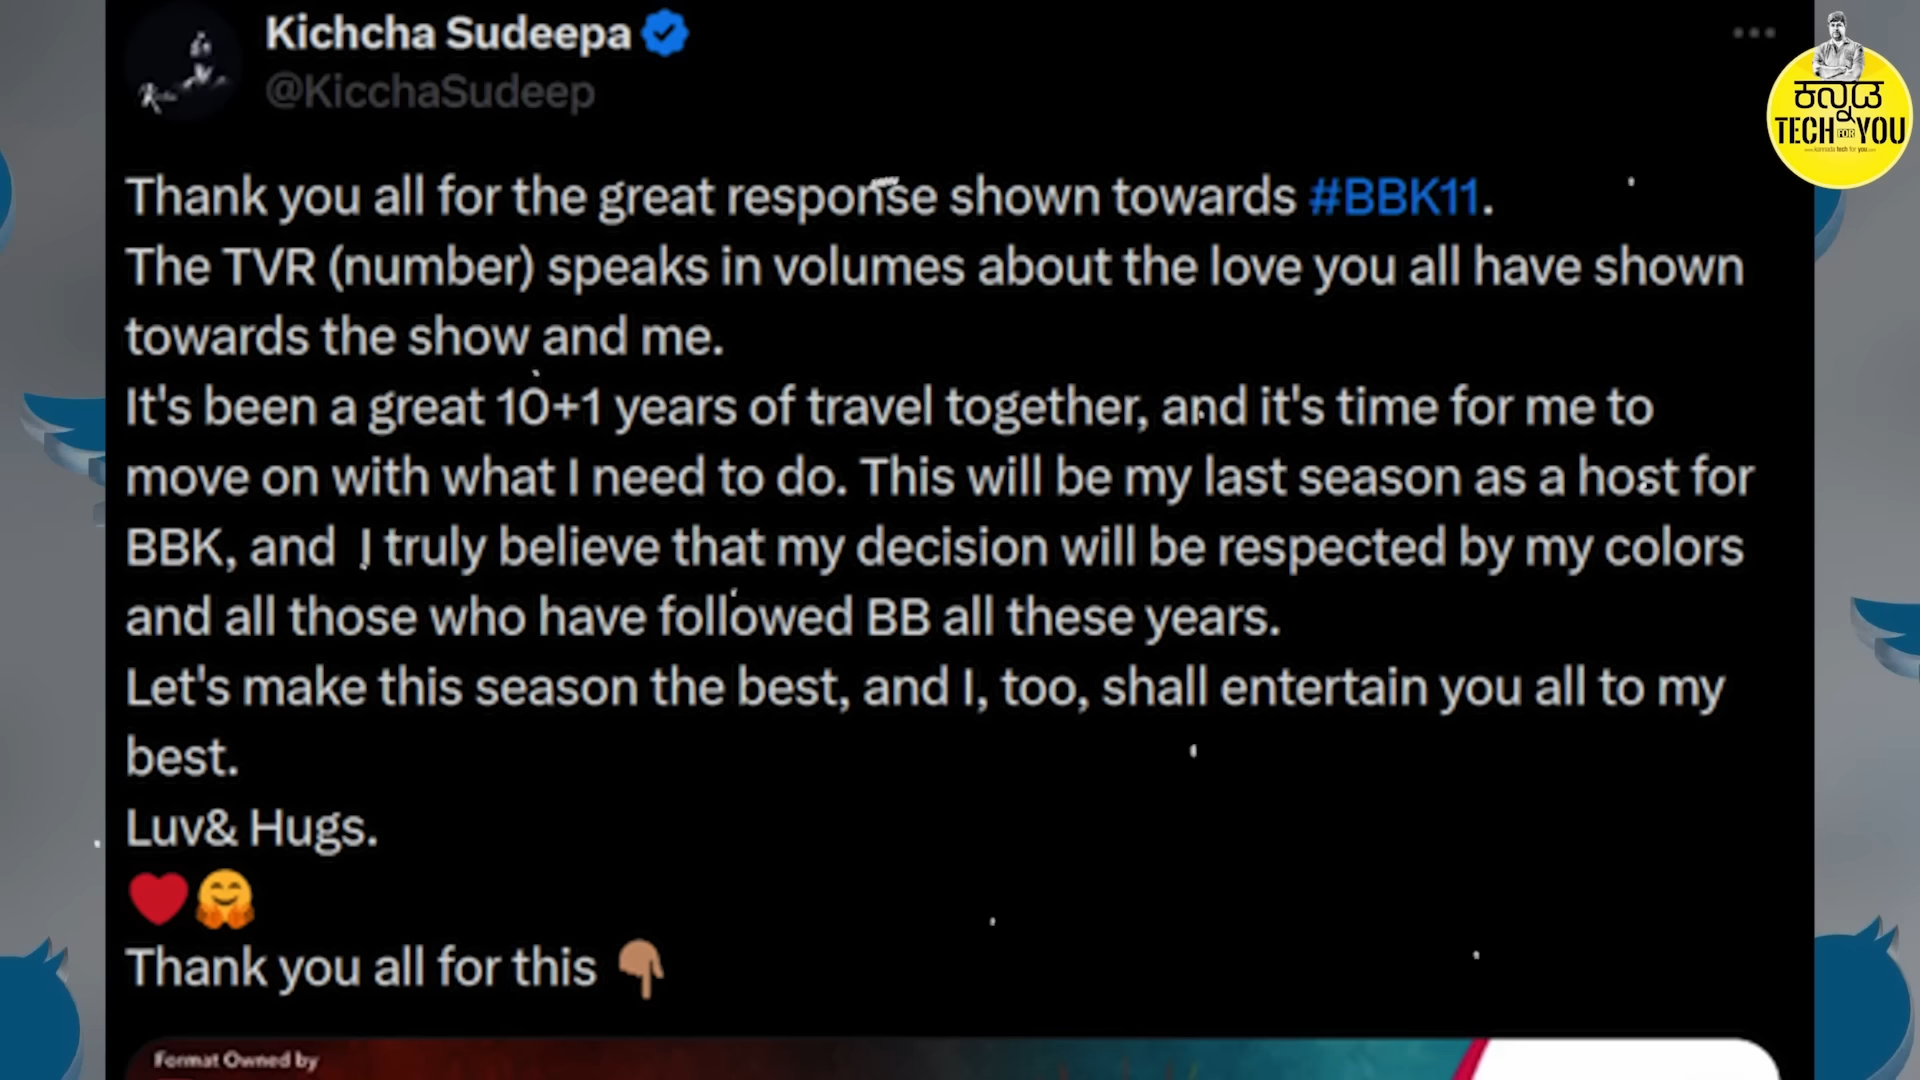 Kichcha Sudeepa
@KicchaSudeep
ಕನ್ನಡ
TECH FOR YOU
www.kannada tech for you.com
Thank you all for the great response shown towards #BBK11.
The TVR (number) speaks in volumes about the love you all have shown
towards the show and me.
It's been a great 10+1 years of travel together, and it's time for me to
move on with what I need to do. This will be my last season as a host for
BBK, and I truly believe that my decision will be respected by my colors
and all those who have followed BB all these years.
Let's make this season the best, and I, too, shall entertain you all to my
best.
Luv& Hugs.
❤️🤗
Thank you all for this 👇🏽
Format Owned by